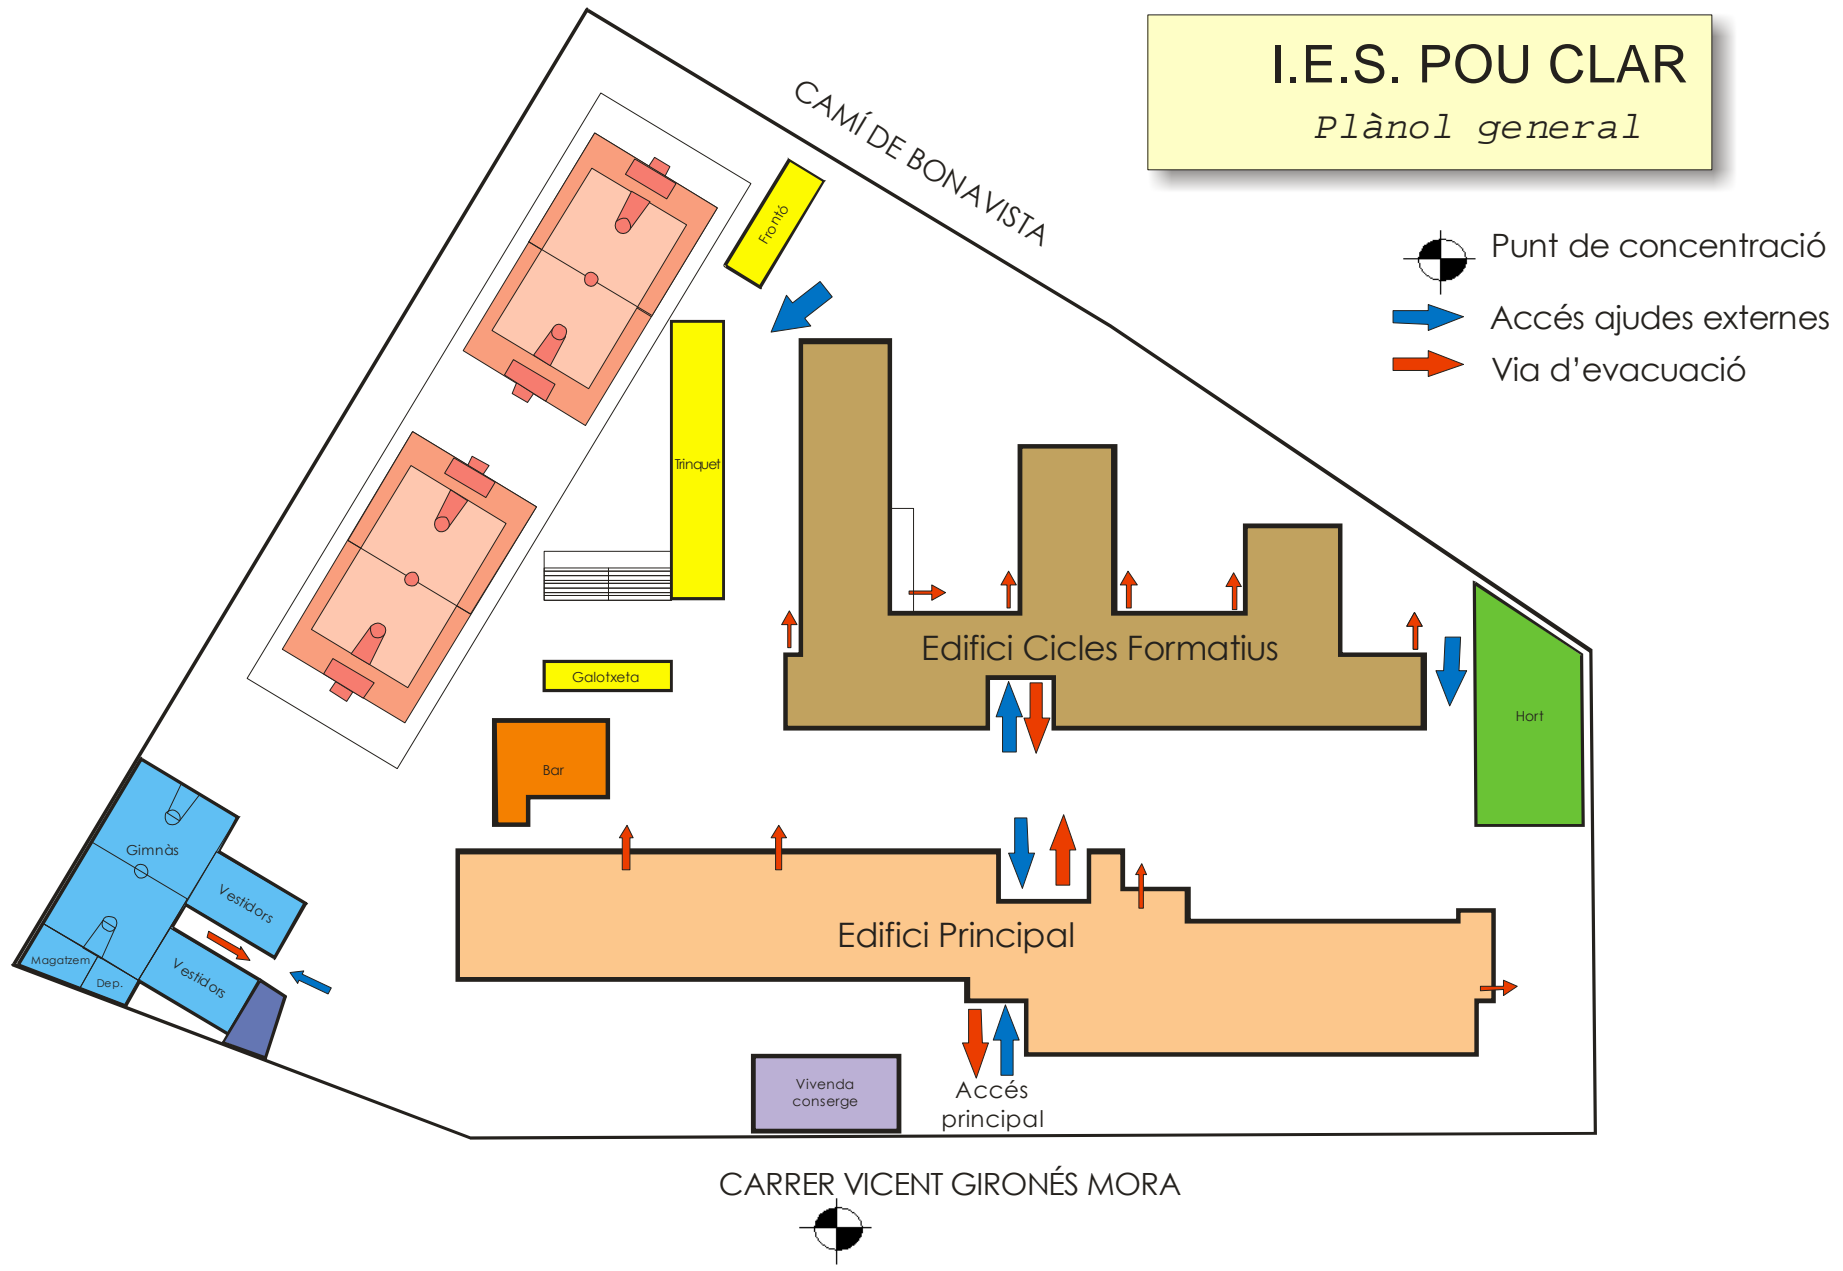 I.E.S. POU CLAR
Plànol general
CAMÍ DE BONAVISTA
Punt de concentració
Accés ajudes externes
Via d’evacuació
Frontó
Trinquet
Edifici Cicles Formatius
Galotxeta
Hort
Bar
Gimnàs
Vestidors
Edifici Principal
Magatzem
Dep.
Vestidors
Vivenda
conserge
Accés
principal
CARRER VICENT GIRONÉS MORA